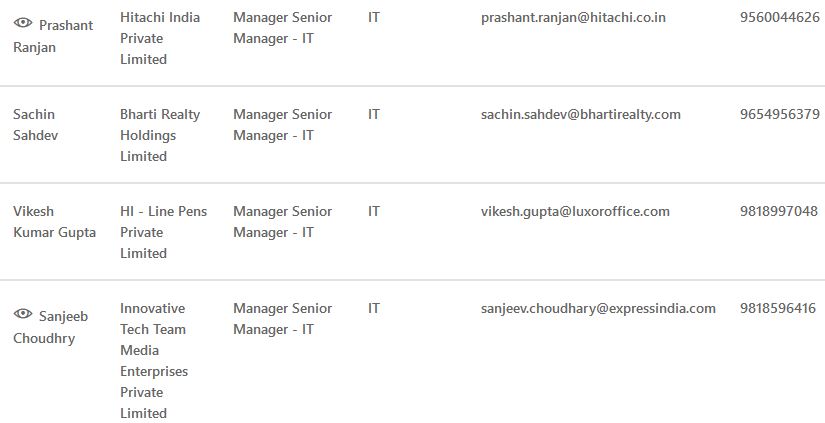 Prashant Ranjan Hitachi India Private Limited Manager Senior Manager - IT IT prashant.ranjan@hitachi.co.in 9560044626
Sachin Sahdev Bharti Realty Holdings Limited Manager Senior Manager - IT IT sachin.sahdev@bhartirealty.com 9654956379
Vikesh Kumar Gupta HI - Line Pens Private Limited Manager Senior Manager - IT IT vikesh.gupta@luxoroffice.com 9818997048
Sanjeeb Choudhry Innovative Tech Team Media Enterprises Private Limited Manager Senior Manager - IT IT sanjeev.choudhary@expressindia.com 9818596416